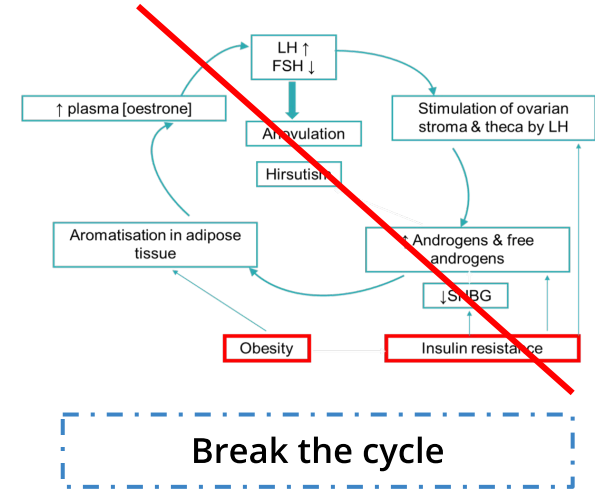 LH ↑
FSH ↓
↑ plasma [oestrone]
Stimulation of ovarian
stroma & theca by LH
Anovulation
Hirsutism
Aromatisation in adipose
tissue
↑ Androgens & free
androgens
↓SHBG
Obesity
Insulin resistance
Break the cycle